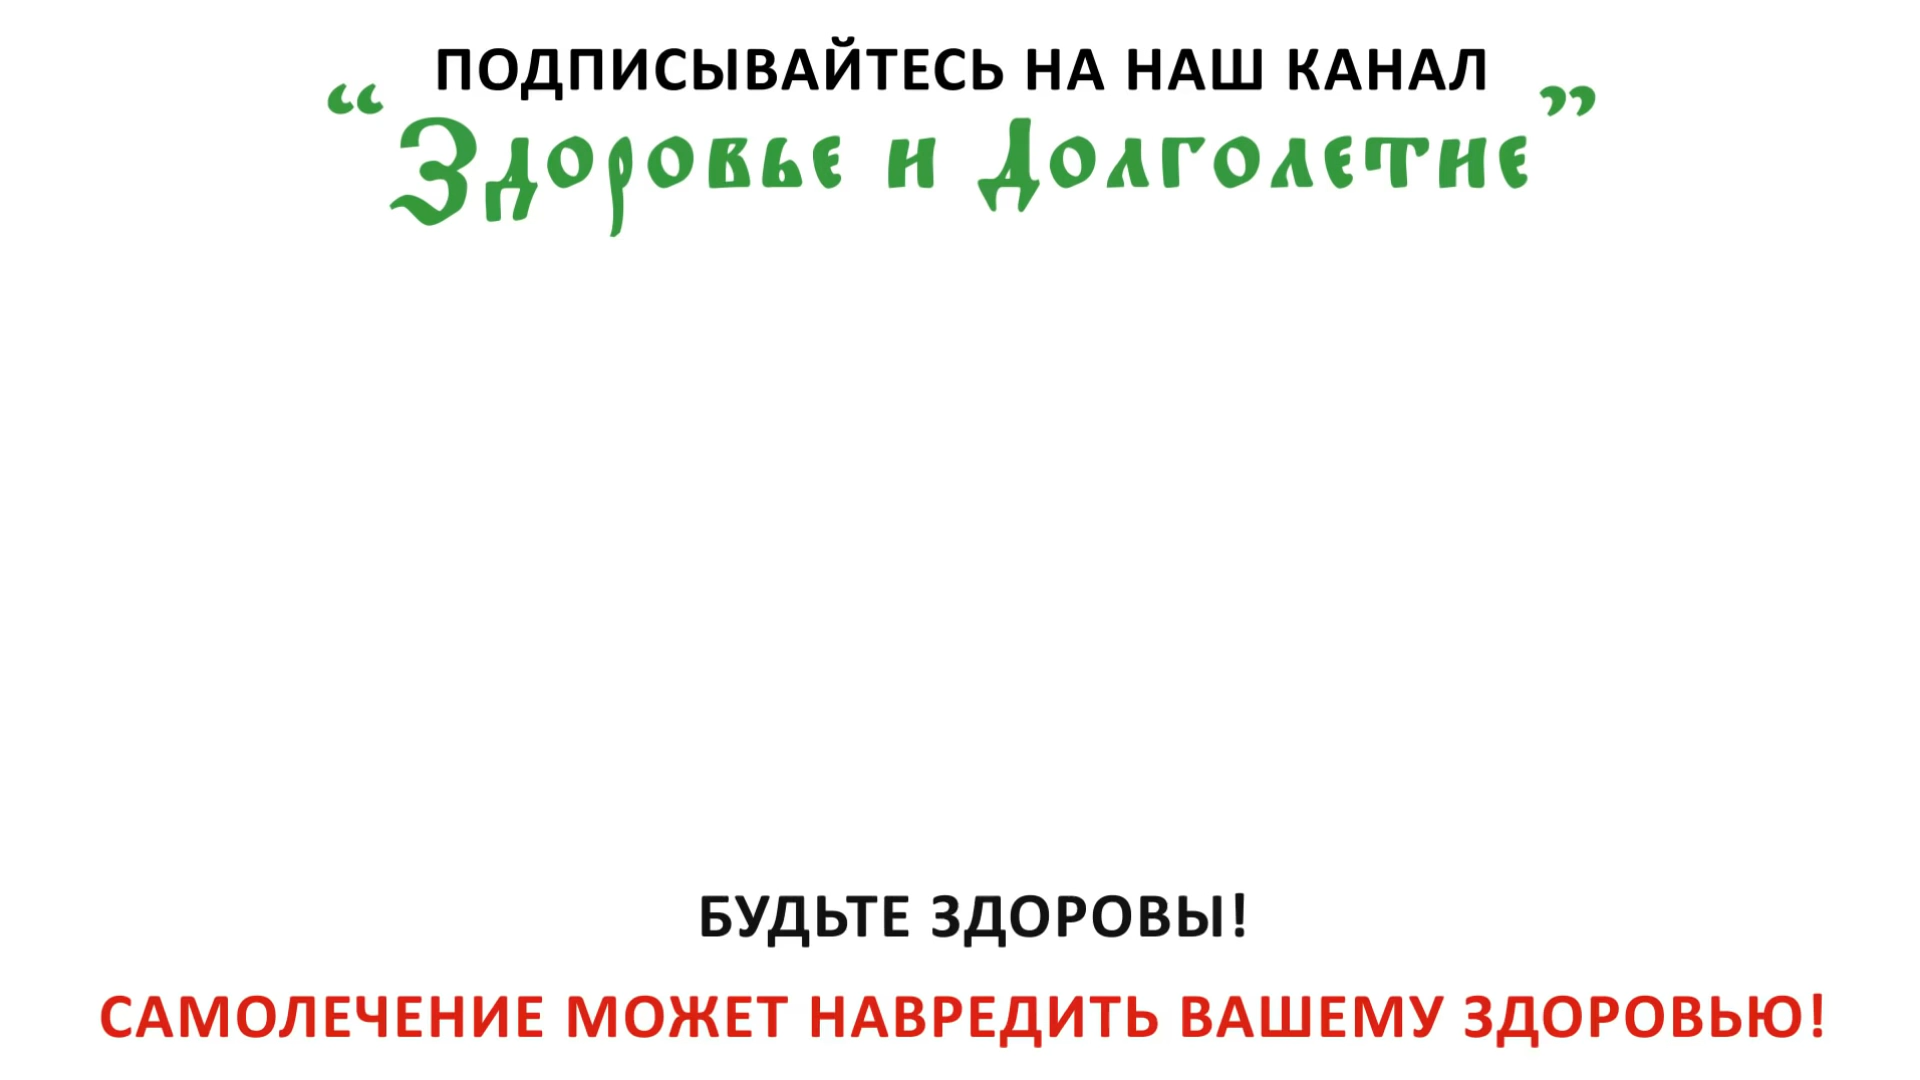 ПОДПИСЫВАЙТЕСЬ НА НАШ КАНАЛ
“Здоровье и Долголетие”
БУДЬТЕ ЗДОРОВЫ!
САМОЛЕЧЕНИЕ МОЖЕТ НАВРЕДИТЬ ВАШЕМУ ЗДОРОВЬЮ!